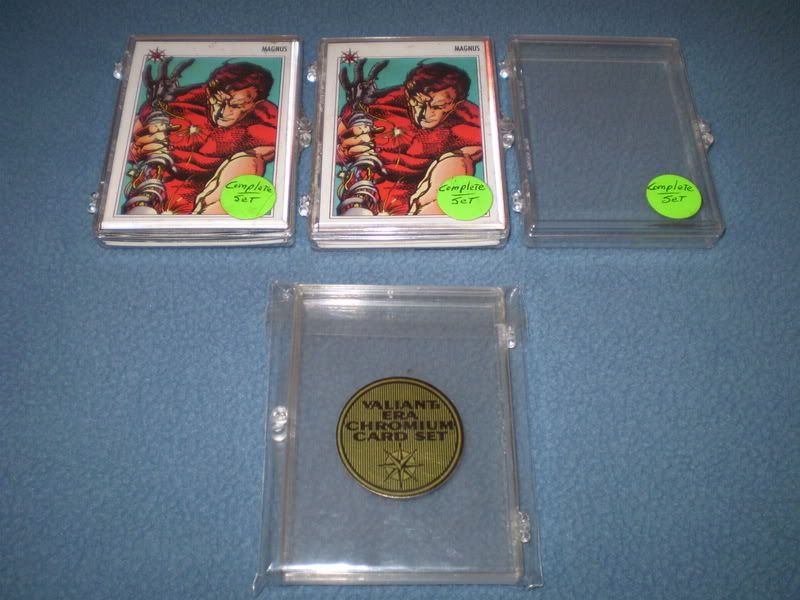 MAGNUS
Complete
SeT
MAGNUS
Complete
SeT
Complete
SeT
VALIANT
ERA
CHROMIUM
CARD SET